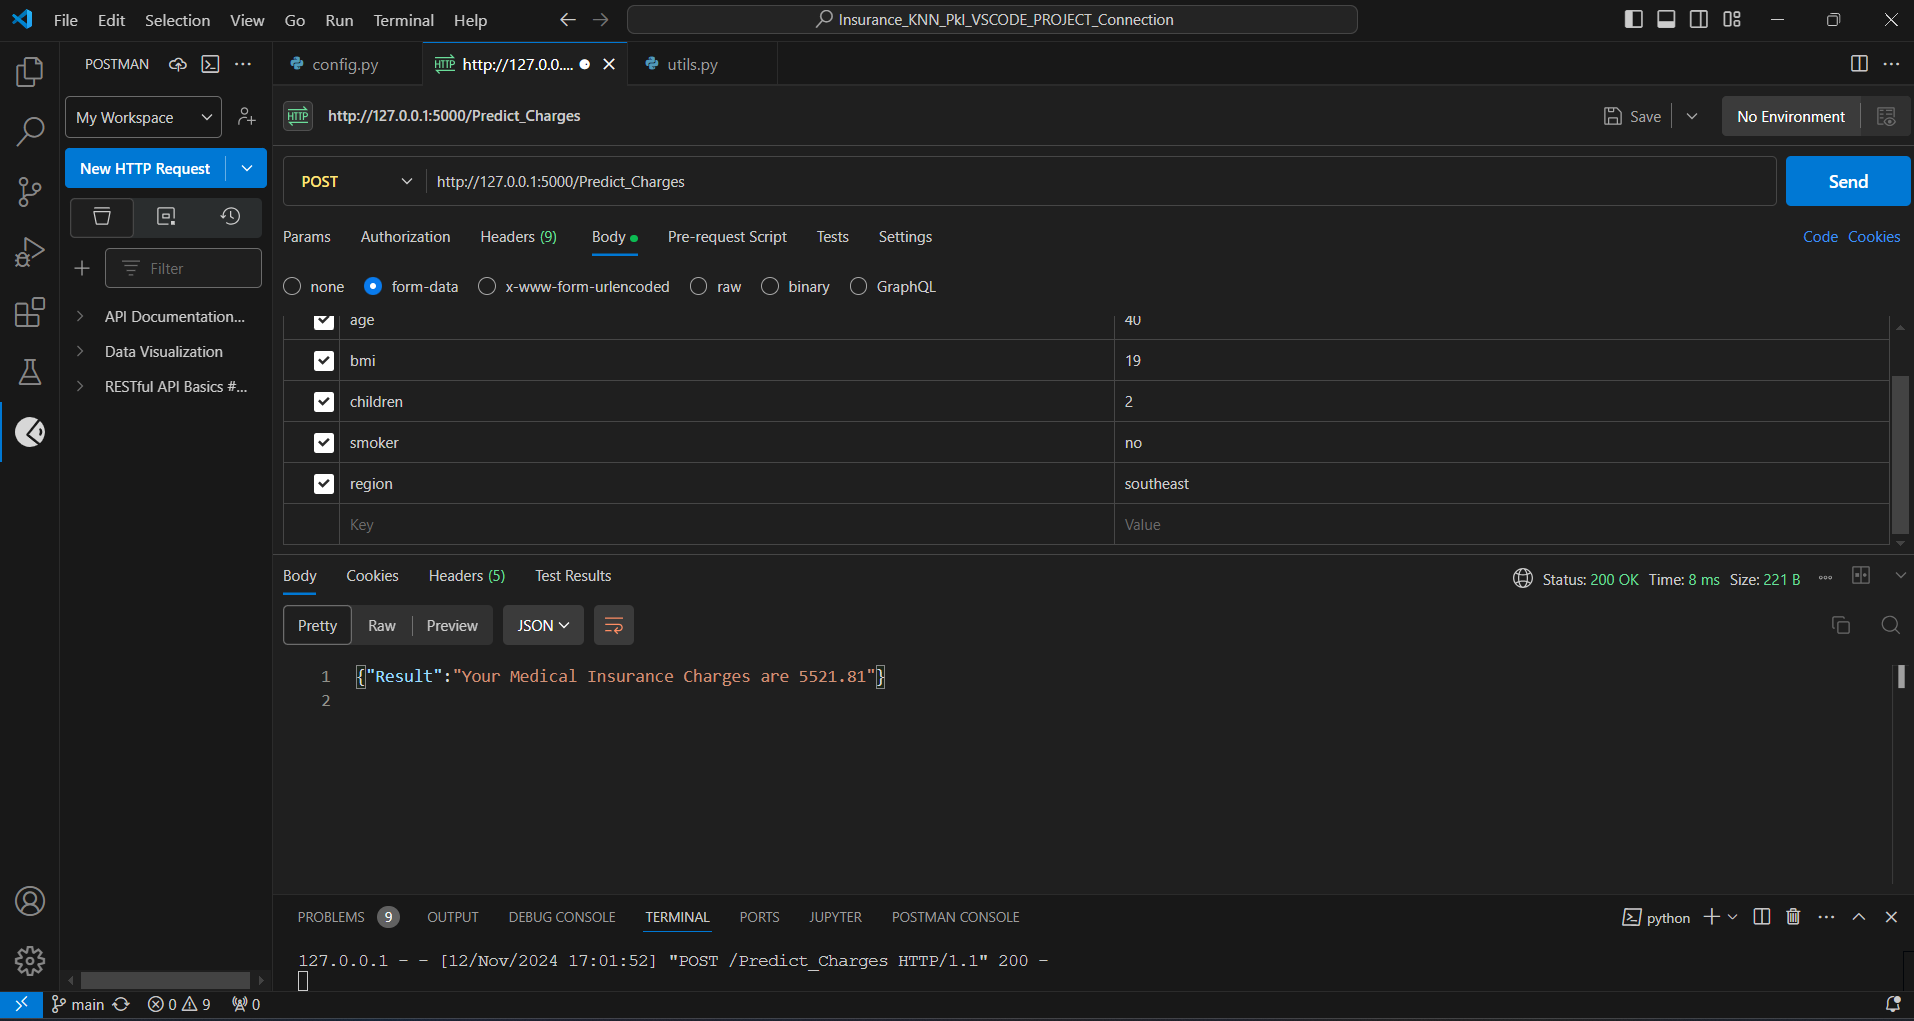 File Edit Selection View Go Run Terminal Help
Insurance_KNN_Pkl_VSCODE_PROJECT_Connection
POSTMAN
config.py
HTTP http://127.0.0....
utils.py
My Workspace
HTTP http://127.0.0.1:5000/Predict_Charges
Save
No Environment
New HTTP Request
POST
http://127.0.0.1:5000/Predict_Charges
Send
Params Authorization Headers (9) Body Pre-request Script Tests Settings
Code Cookies
Filter
none form-data x-www-form-urlencoded raw binary GraphQL
API Documentation...
Data Visualization
RESTful API Basics #...
age 40
bmi 19
children 2
smoker no
region southeast
Key Value
Body Cookies Headers (5) Test Results
Status: 200 OK Time: 8 ms Size: 221 B
Pretty Raw Preview JSON
1 {"Result":"Your Medical Insurance Charges are 5521.81"}
2
PROBLEMS 9 OUTPUT DEBUG CONSOLE TERMINAL PORTS JUPYTER POSTMAN CONSOLE
python
127.0.0.1 - - [12/Nov/2024 17:01:52] "POST /Predict_Charges HTTP/1.1" 200 -
main 0 9 0